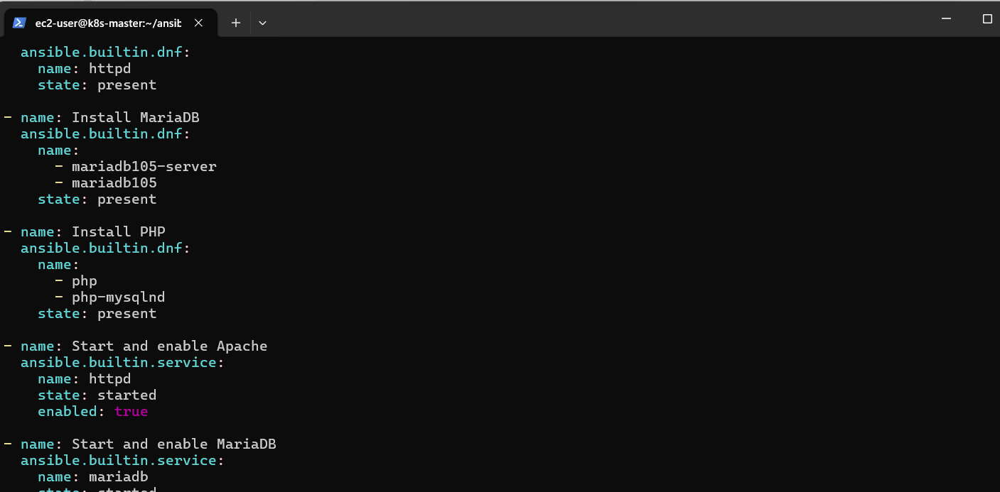 ec2-user@k8s-master:~/ansib
ansible.builtin.dnf:
name: httpd
state: present
- name: Install MariaDB
ansible.builtin.dnf:
name:
- mariadb105-server
- mariadb105
state: present
- name: Install PHP
ansible.builtin.dnf:
name:
- php
- php-mysqlnd
state: present
- name: Start and enable Apache
ansible.builtin.service:
name: httpd
state: started
enabled: true
- name: Start and enable MariaDB
ansible.builtin.service:
name: mariadb
state: started